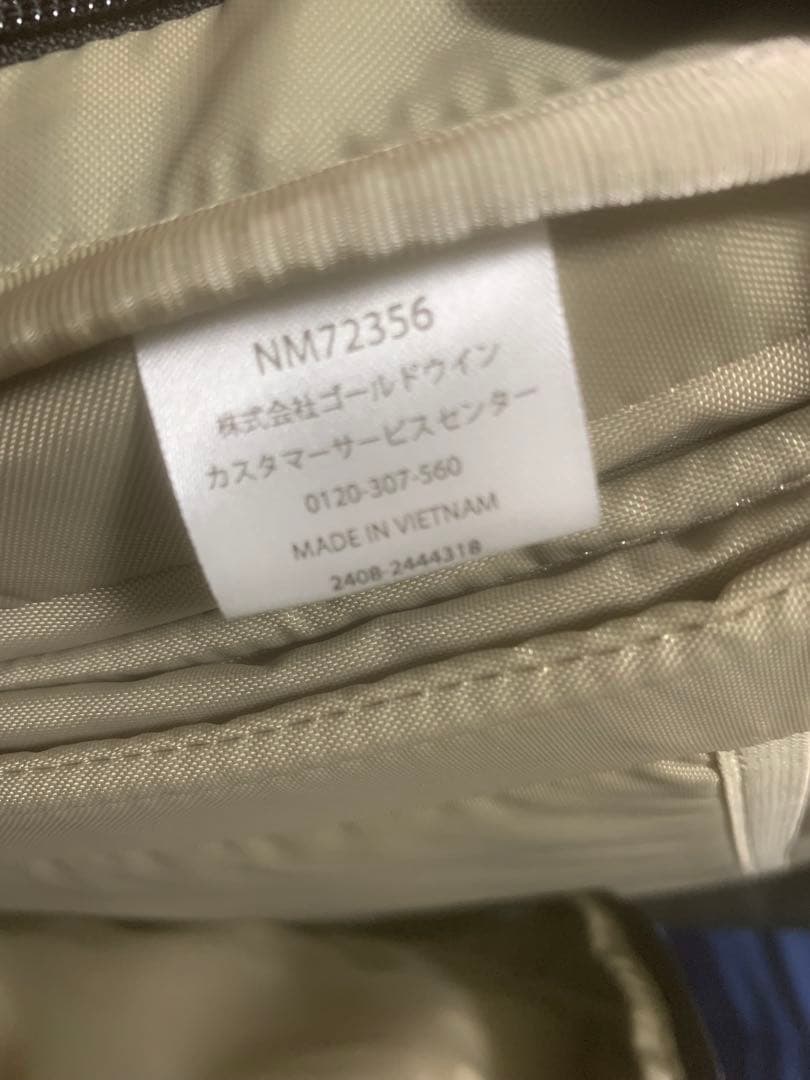 NM72356
株式会社ゴールドウイン
カスタマーサービスセンター
0120-307-560
MADE IN VIETNAM
2408-2444318